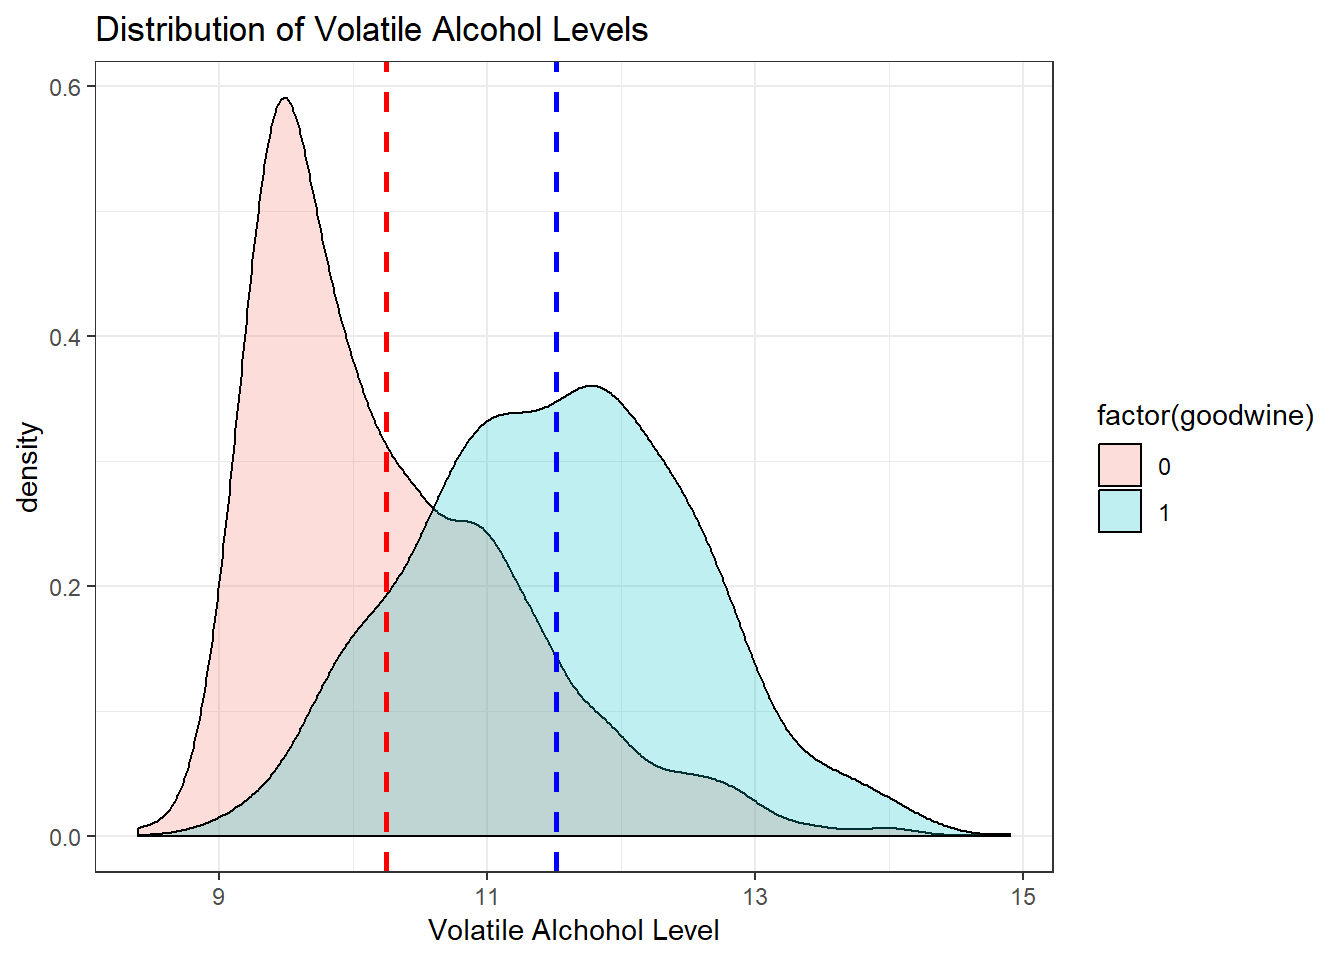 Distribution of Volatile Alcohol Levels
0.6
0.4
0.2
0.0
density
9
11
13
15
Volatile Alchohol Level
factor(goodwine)
0
1